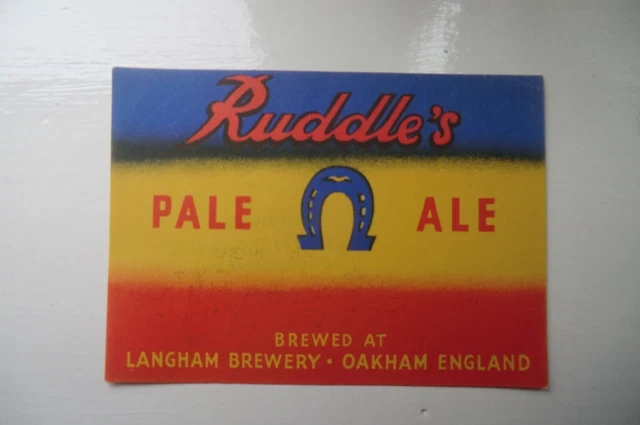 Ruddle's
PALE ALE
BREWED AT
LANGHAM BREWERY · OAKHAM ENGLAND